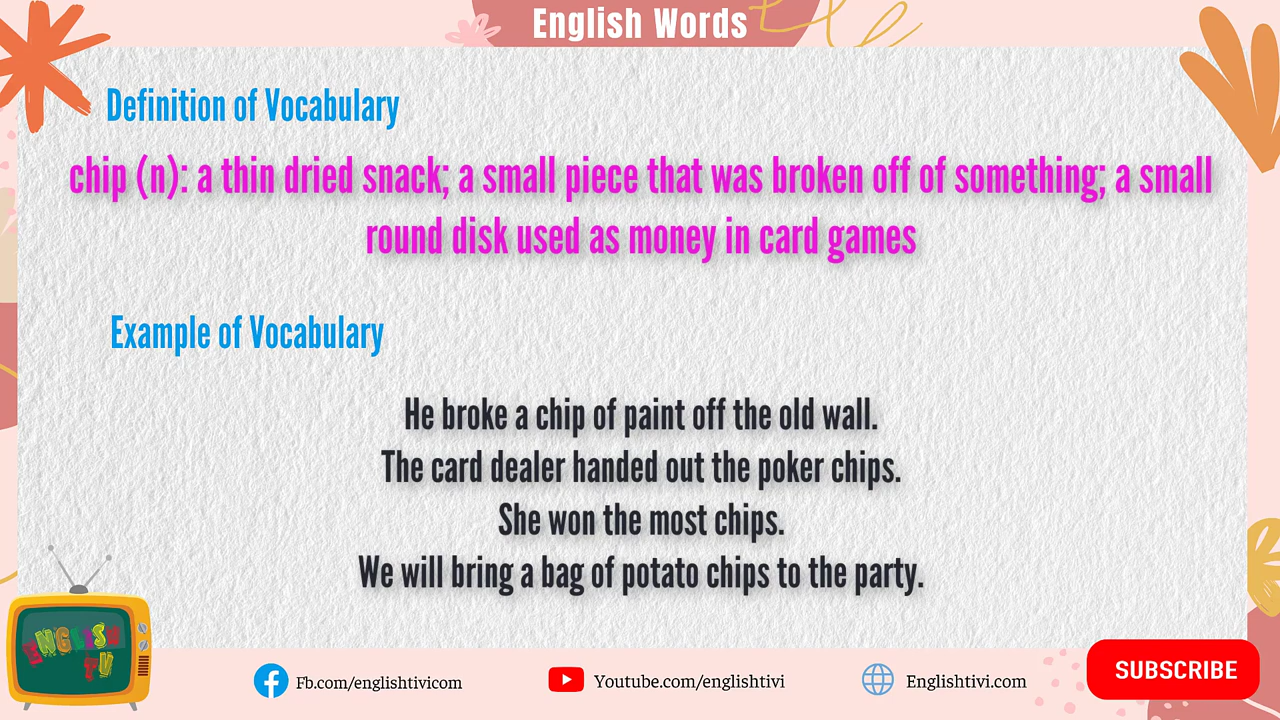 English Words
Definition of Vocabulary
chip (n): a thin dried snack; a small piece that was broken off of something; a small
round disk used as money in card games
Example of Vocabulary
He broke a chip of paint off the old wall.
The card dealer handed out the poker chips.
She won the most chips.
We will bring a bag of potato chips to the party.
ENGLISH
TV
Fb.com/englishtivicom
Youtube.com/englishtivi
Englishtivi.com
SUBSCRIBE